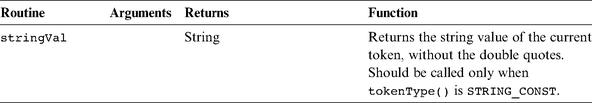 Routine Arguments Returns Function
stringVal String Returns the string value of the current
token, without the double quotes.
Should be called only when
tokenType() is STRING_CONST.